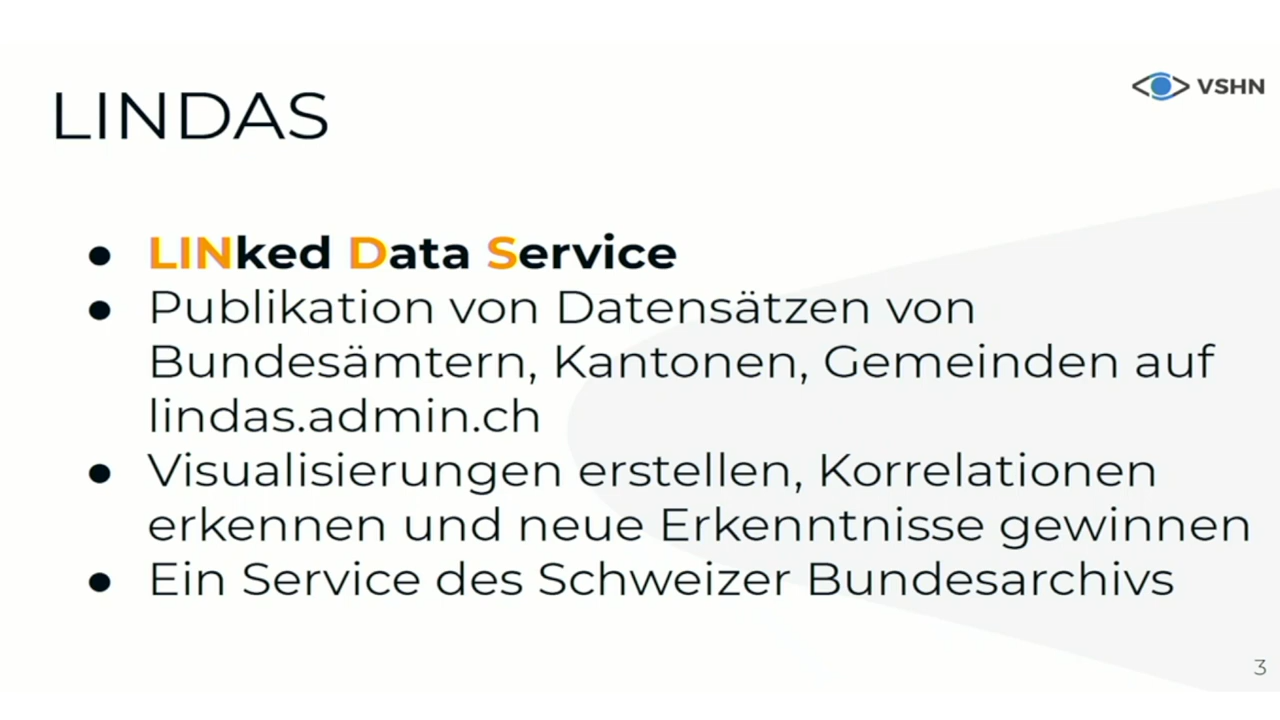 LINDAS
VSHN
● LINked Data Service
● Publikation von Datensätzen von
Bundesämtern, Kantonen, Gemeinden auf
lindas.admin.ch
● Visualisierungen erstellen, Korrelationen
erkennen und neue Erkenntnisse gewinnen
● Ein Service des Schweizer Bundesarchivs
3